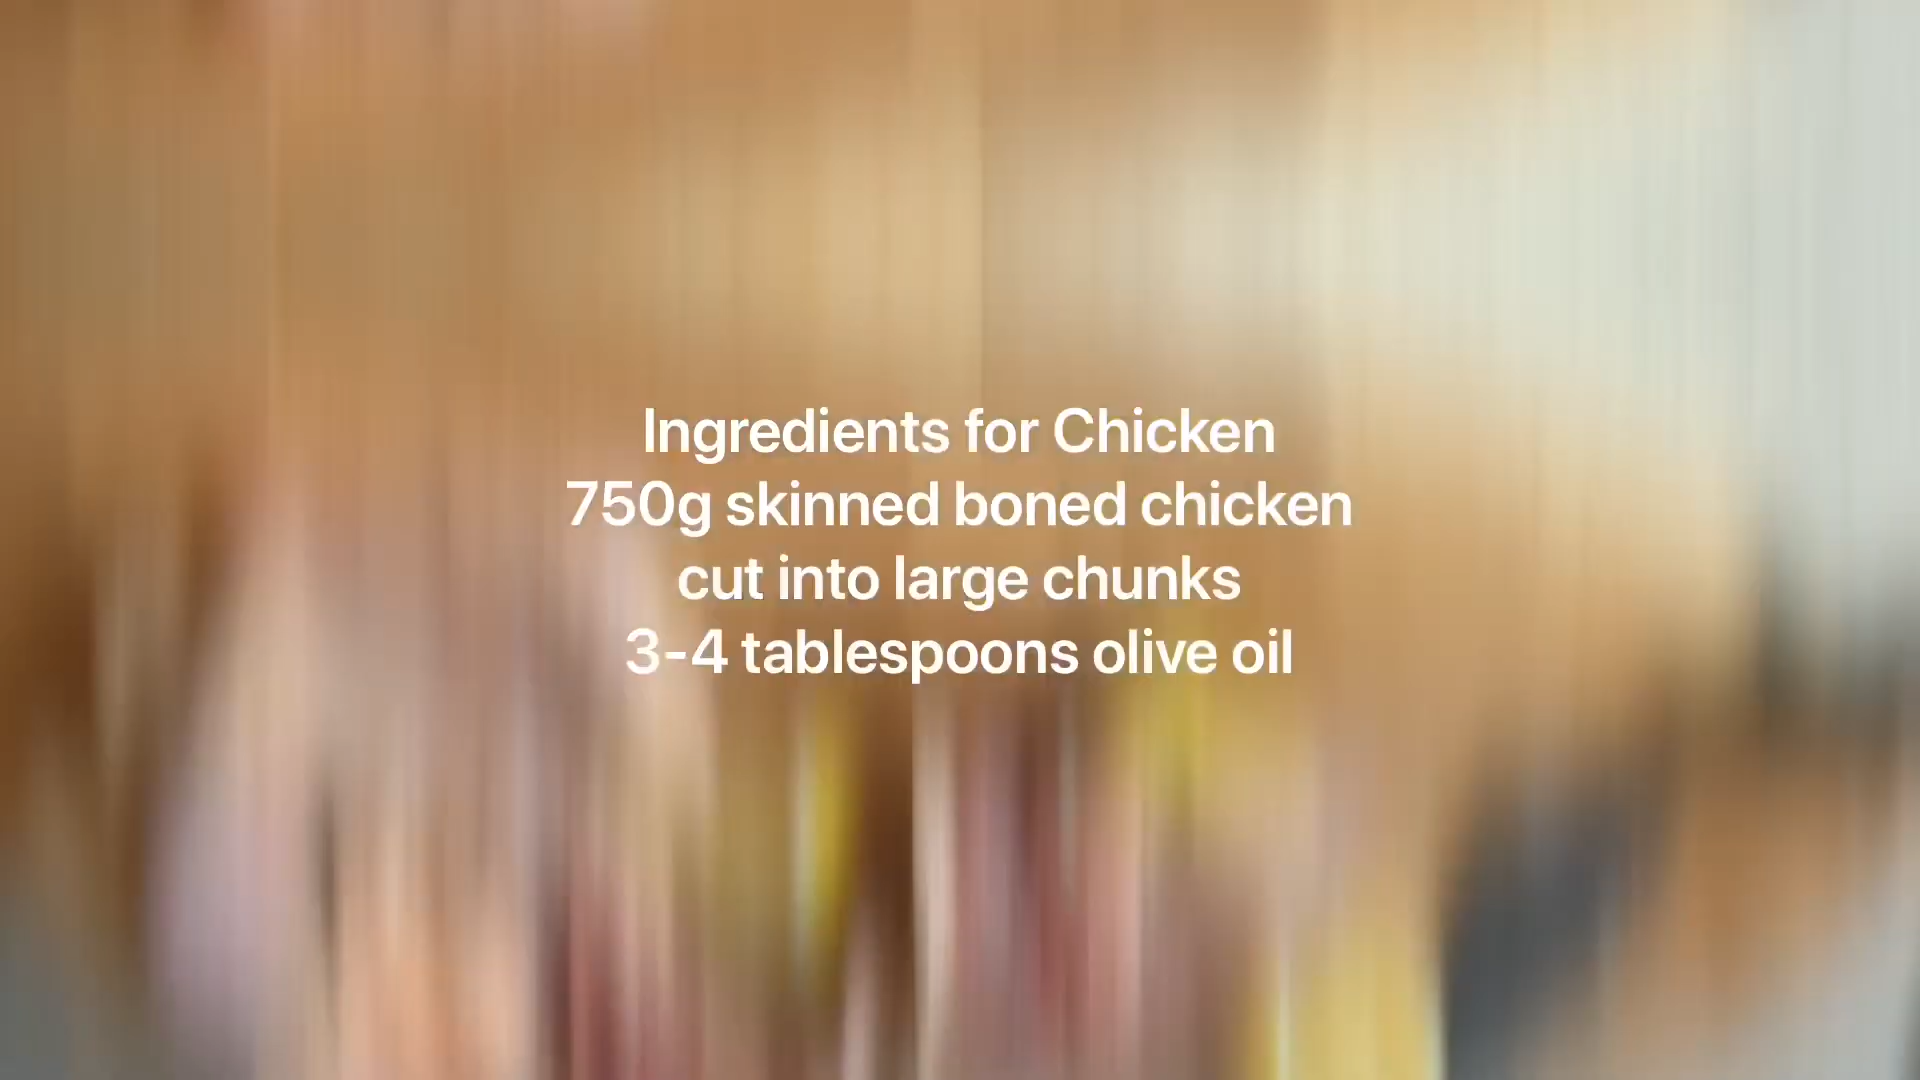 Ingredients for Chicken
750g skinned boned chicken
cut into large chunks
3-4 tablespoons olive oil